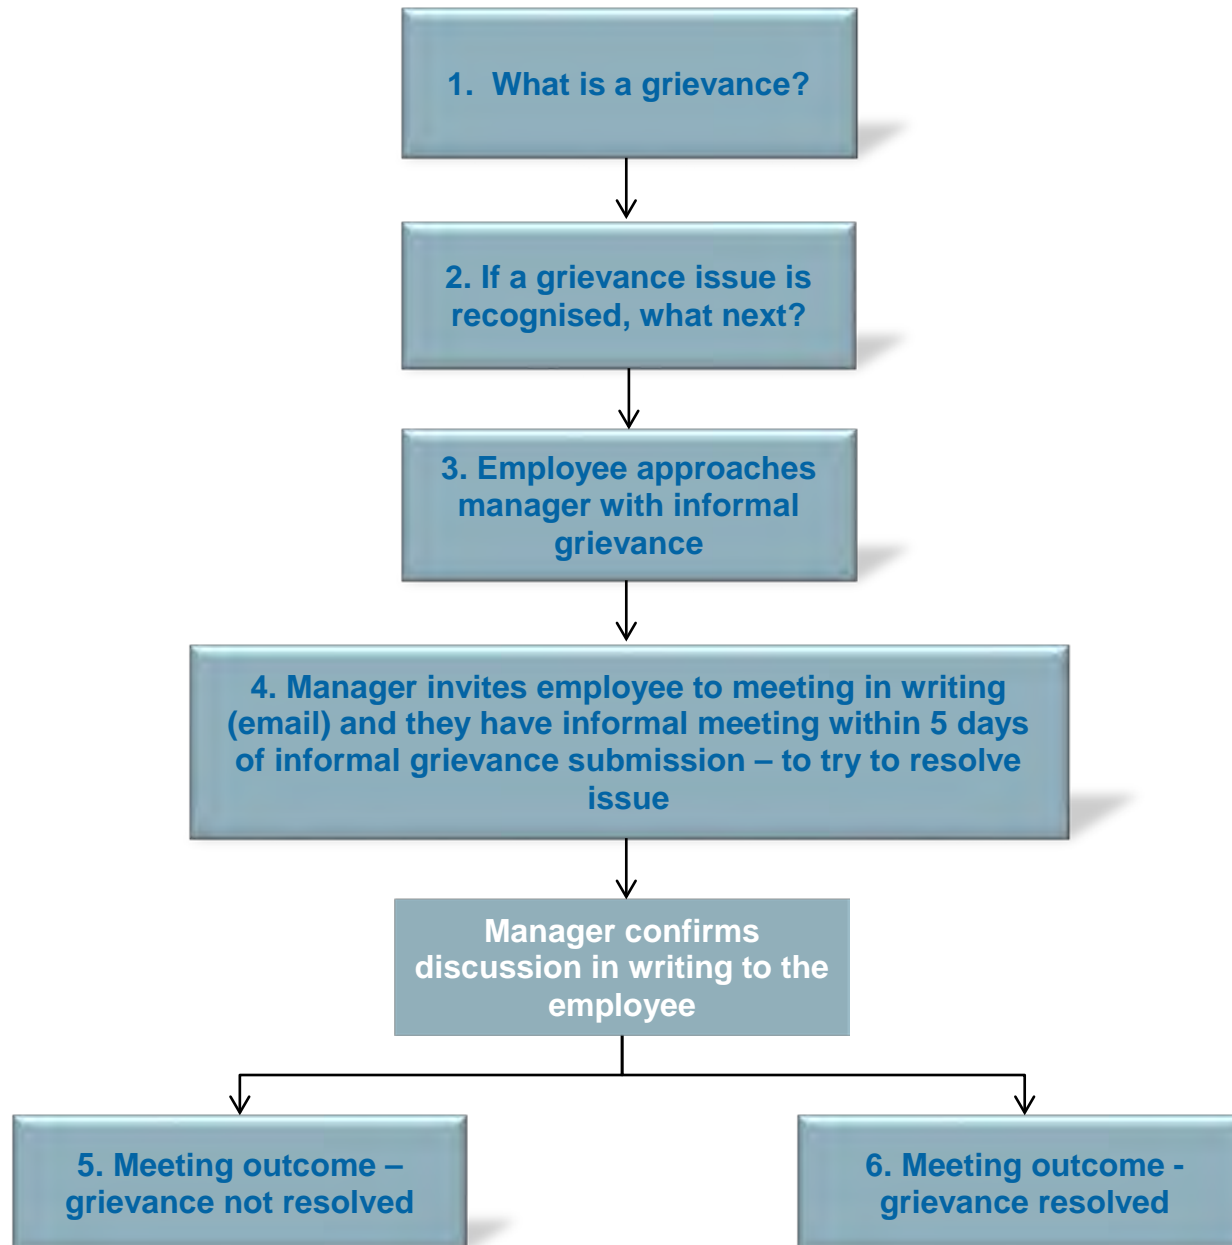 1. What is a grievance?
2. If a grievance issue is
recognised, what next?
3. Employee approaches
manager with informal
grievance
4. Manager invites employee to meeting in writing
(email) and they have informal meeting within 5 days
of informal grievance submission – to try to resolve
issue
Manager confirms
discussion in writing to the
employee
5. Meeting outcome –
grievance not resolved
6. Meeting outcome -
grievance resolved